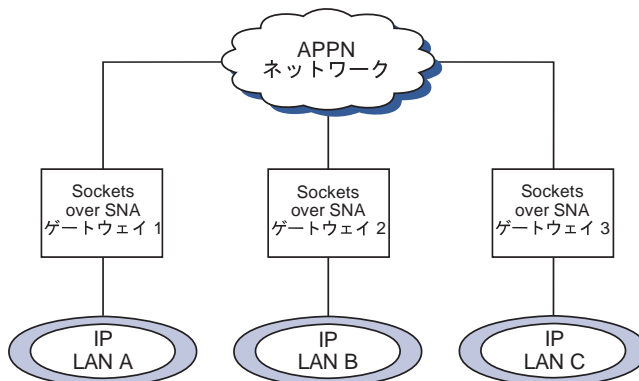 APPN
ネットワーク
Sockets
over SNA
ゲートウェイ 1
Sockets
over SNA
ゲートウェイ 2
Sockets
over SNA
ゲートウェイ 3
IP
LAN A
IP
LAN B
IP
LAN C